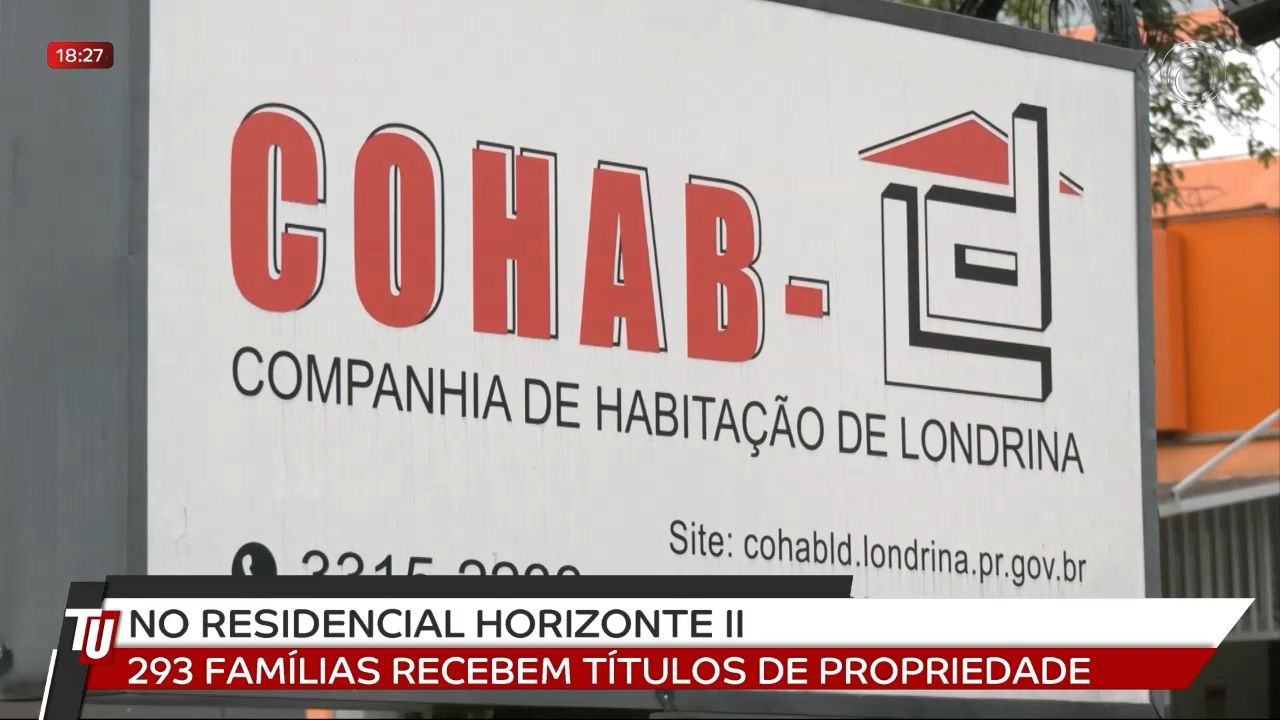 18:27
COHAB-
COMPANHIA DE HABITAÇÃO DE LONDRINA
Site: cohabld.londrina.pr.gov.br
TU
NO RESIDENCIAL HORIZONTE II
293 FAMÍLIAS RECEBEM TÍTULOS DE PROPRIEDADE